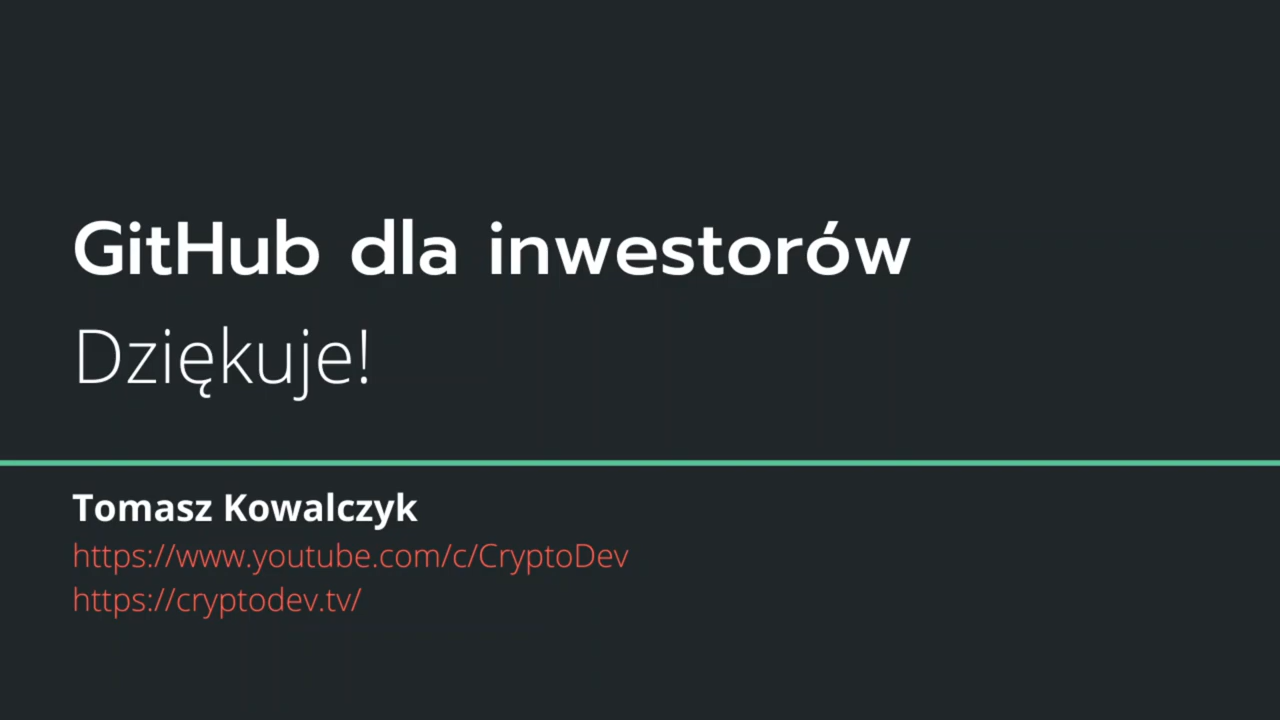 GitHub dla inwestorów
Dziękuje!
Tomasz Kowalczyk
https://www.youtube.com/c/CryptoDev
https://cryptodev.tv/